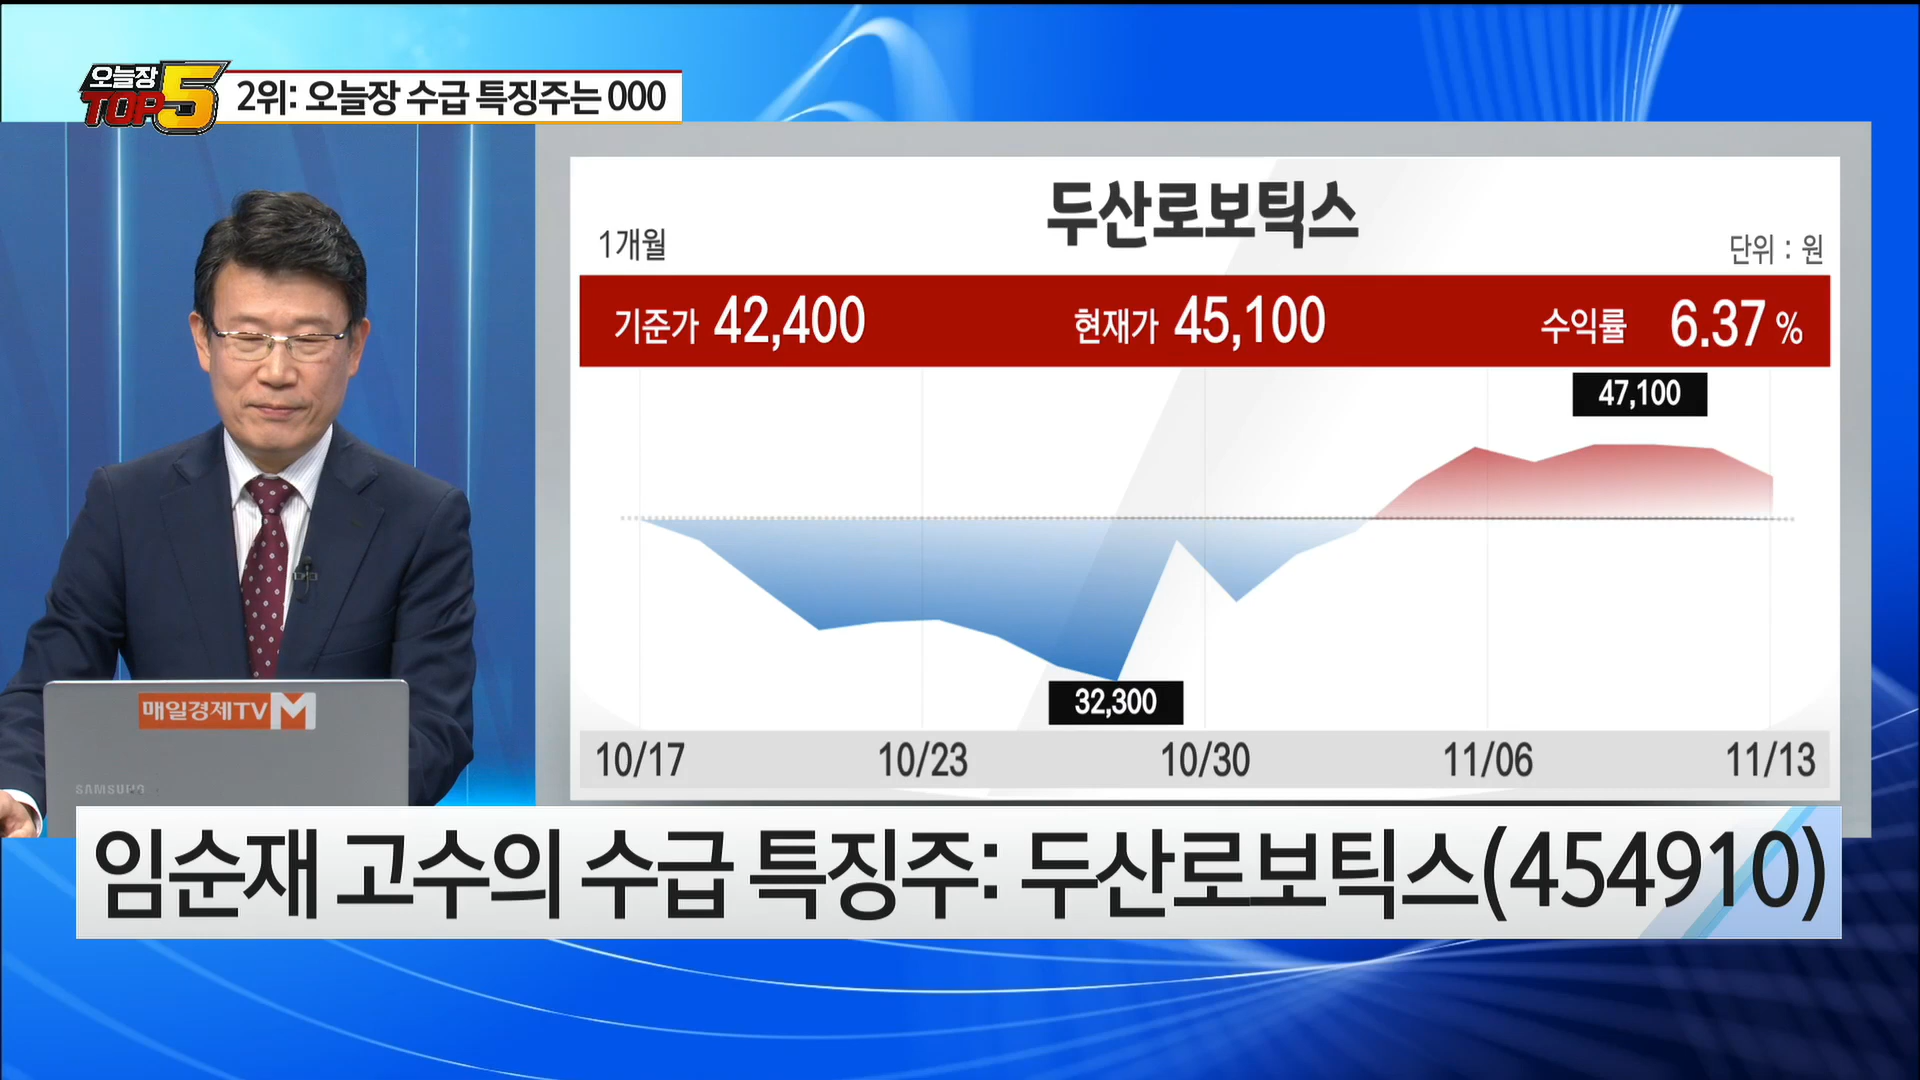 오늘장
TOP5
2위: 오늘장 수급 특징주는 000
두산로보틱스
1개월
단위 : 원
기준가 42,400
현재가 45,100
수익률 6.37 %
47,100
32,300
10/17
10/23
10/30
11/06
11/13
매일경제TV M
SAMSUNG
임순재 고수의 수급 특징주: 두산로보틱스(454910)